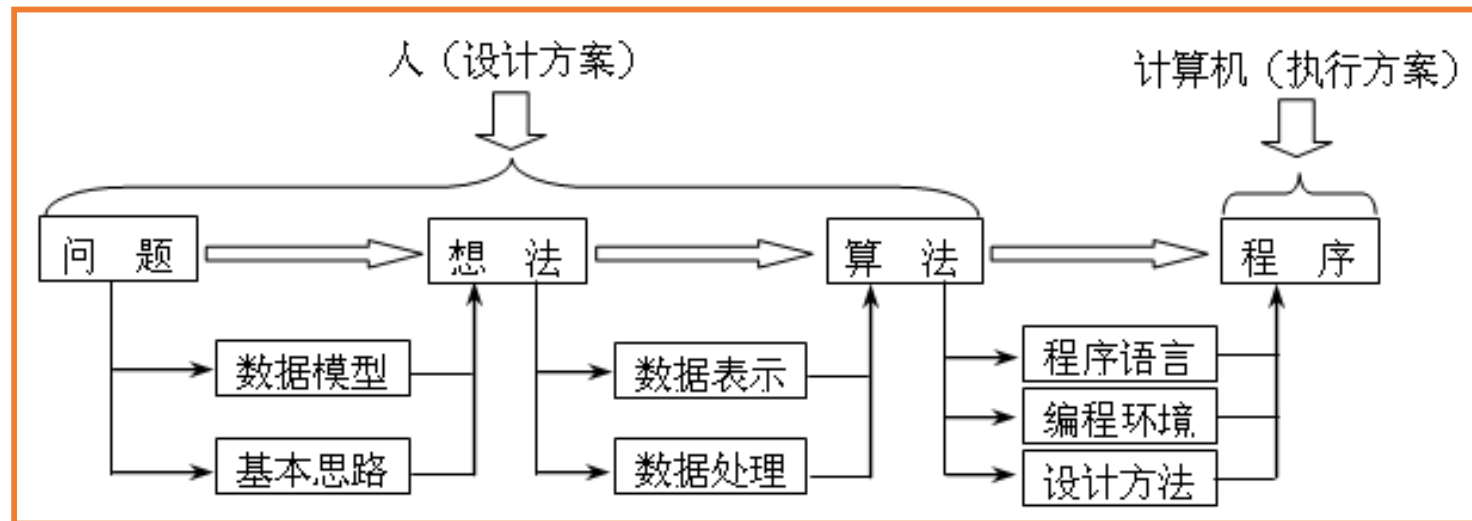 人（设计方案）
计算机（执行方案）
问 题
想 法
算 法
程 序
数据模型
数据表示
程序语言
编程环境
基本思路
数据处理
设计方法